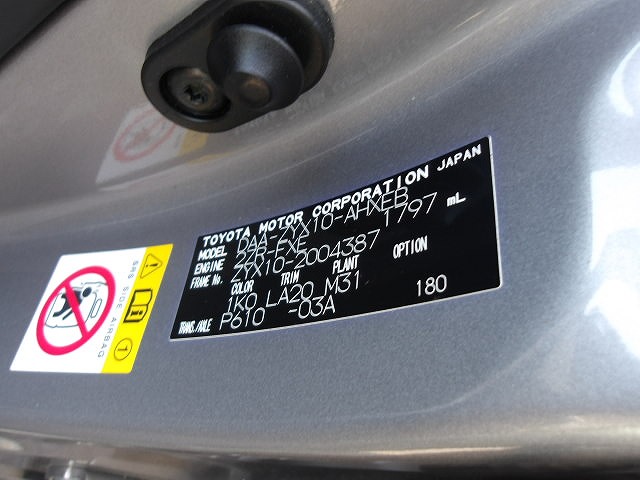 TOYOTA MOTOR CORPORATION JAPAN
MODEL DAA-ZYX10-AHXEB
ENGINE 2ZR-FXE 1797 mL
FRAME No. ZYX10-2004387
COLOR TRIM PLANT OPTION
1K0 LA20 M31
TRANS./AXLE P610 -03A 180
SRS SIDE AIRBAG
1